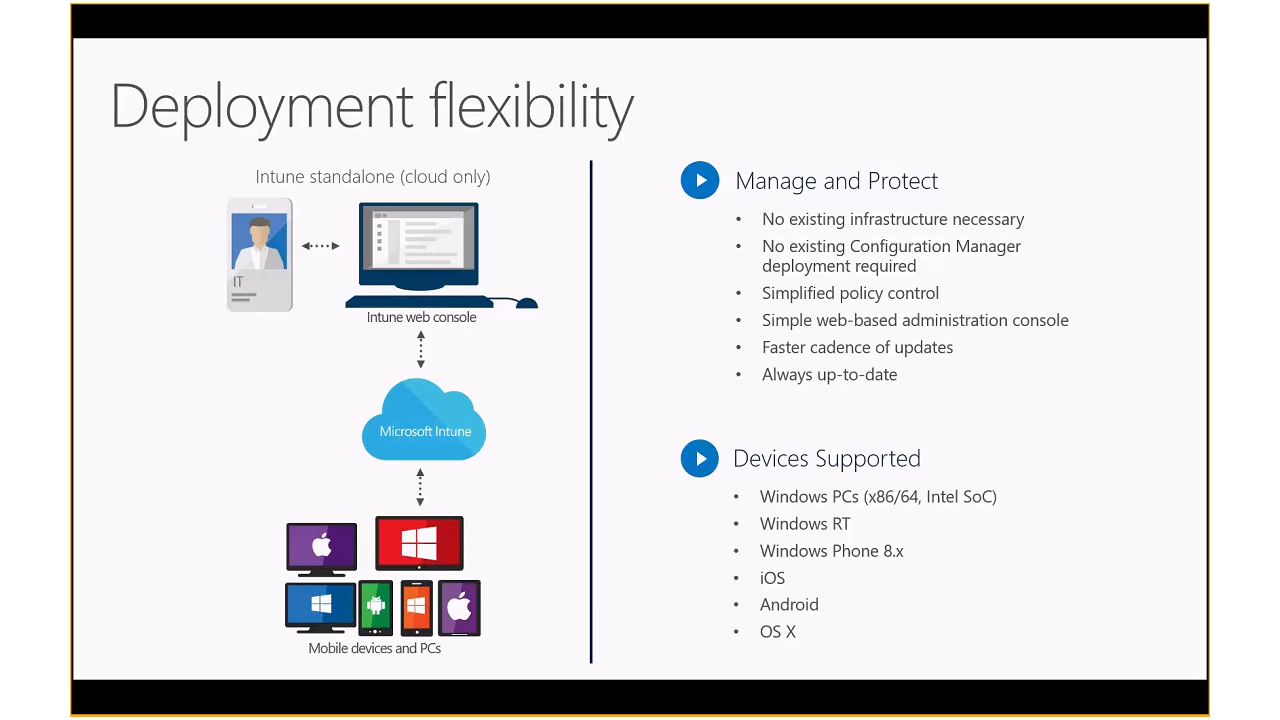 Deployment flexibility
Intune standalone (cloud only)
IT
Intune web console
Microsoft Intune
Mobile devices and PCs
Manage and Protect
• No existing infrastructure necessary
• No existing Configuration Manager
deployment required
• Simplified policy control
• Simple web-based administration console
• Faster cadence of updates
• Always up-to-date
Devices Supported
• Windows PCs (x86/64, Intel SoC)
• Windows RT
• Windows Phone 8.x
• iOS
• Android
• OS X